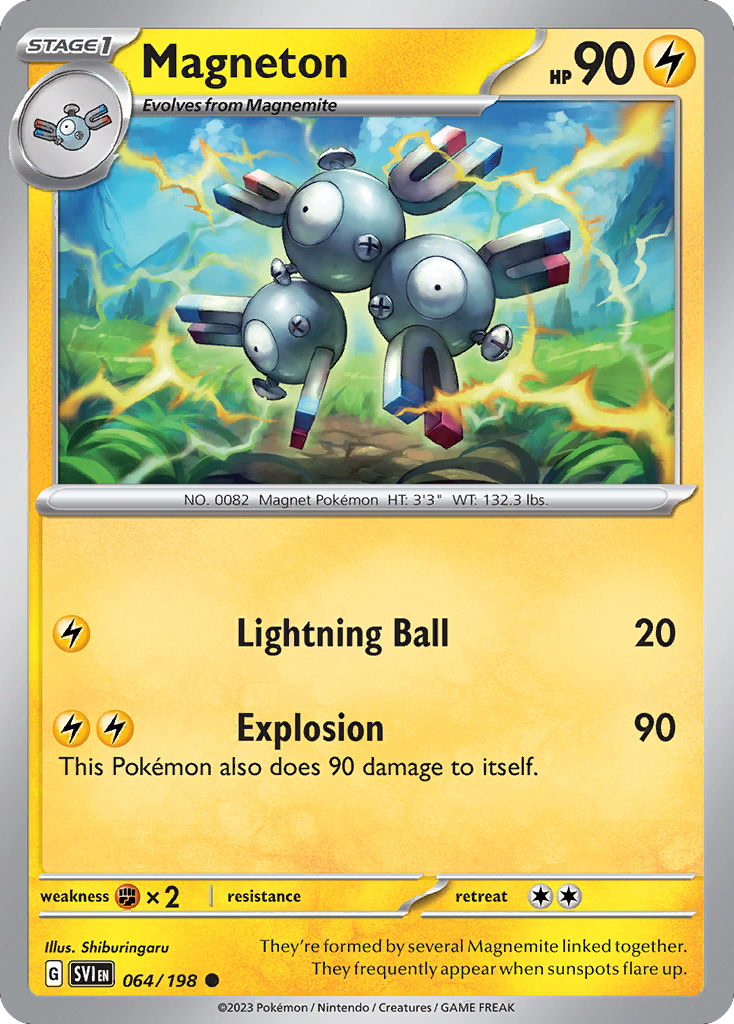 STAGE1
Magneton
HP 90
Evolves from Magnemite
NO. 0082 Magnet Pokémon HT: 3'3" WT: 132.3 lbs.
Lightning Ball 20
Explosion 90
This Pokémon also does 90 damage to itself.
weakness ×2 resistance retreat
Illus. Shiburingaru
They're formed by several Magnemite linked together.
They frequently appear when sunspots flare up.
G SVI EN 064/198
©2023 Pokémon / Nintendo / Creatures / GAME FREAK